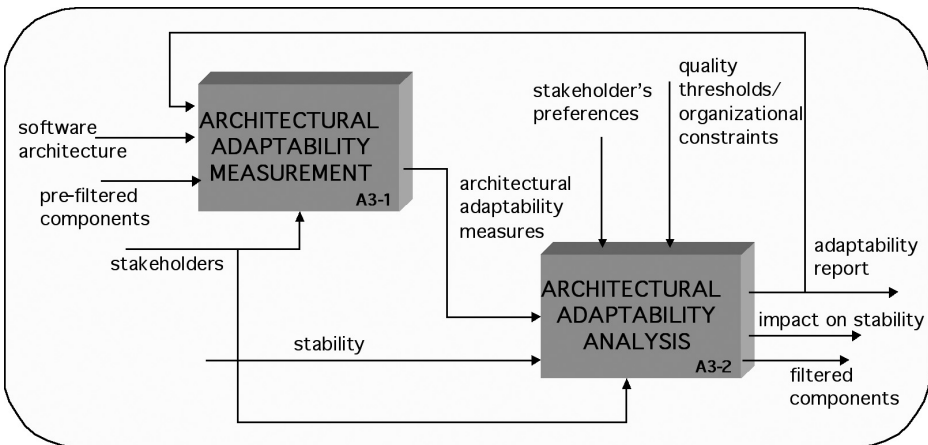 software
architecture
pre-filtered
components
stakeholders
ARCHITECTURAL
ADAPTABILITY
MEASUREMENT
A3-1
architectural
adaptability
measures
stakeholder's
preferences
quality
thresholds/
organizational
constraints
stability
ARCHITECTURAL
ADAPTABILITY
ANALYSIS
A3-2
adaptability
report
impact on stability
filtered
components